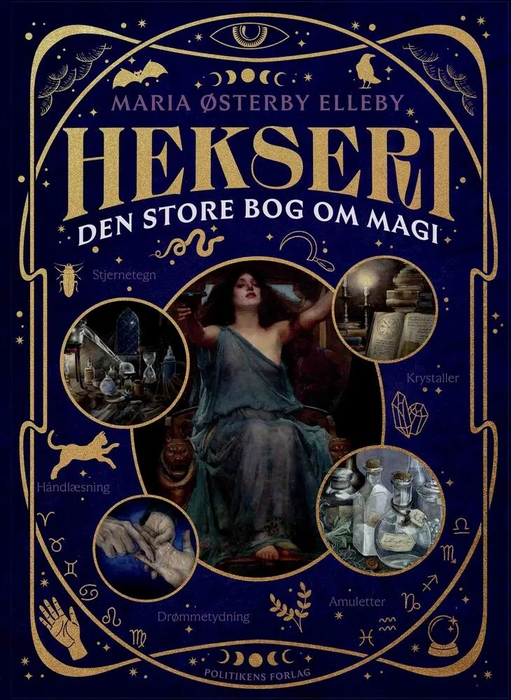 MARIA ØSTERBY ELLEBY
HEKSERI
DEN STORE BOG OM MAGI
Stjernetegn
Krystaller
Håndlæsning
Drømmetydning
Amuletter
POLITIKENS FORLAG